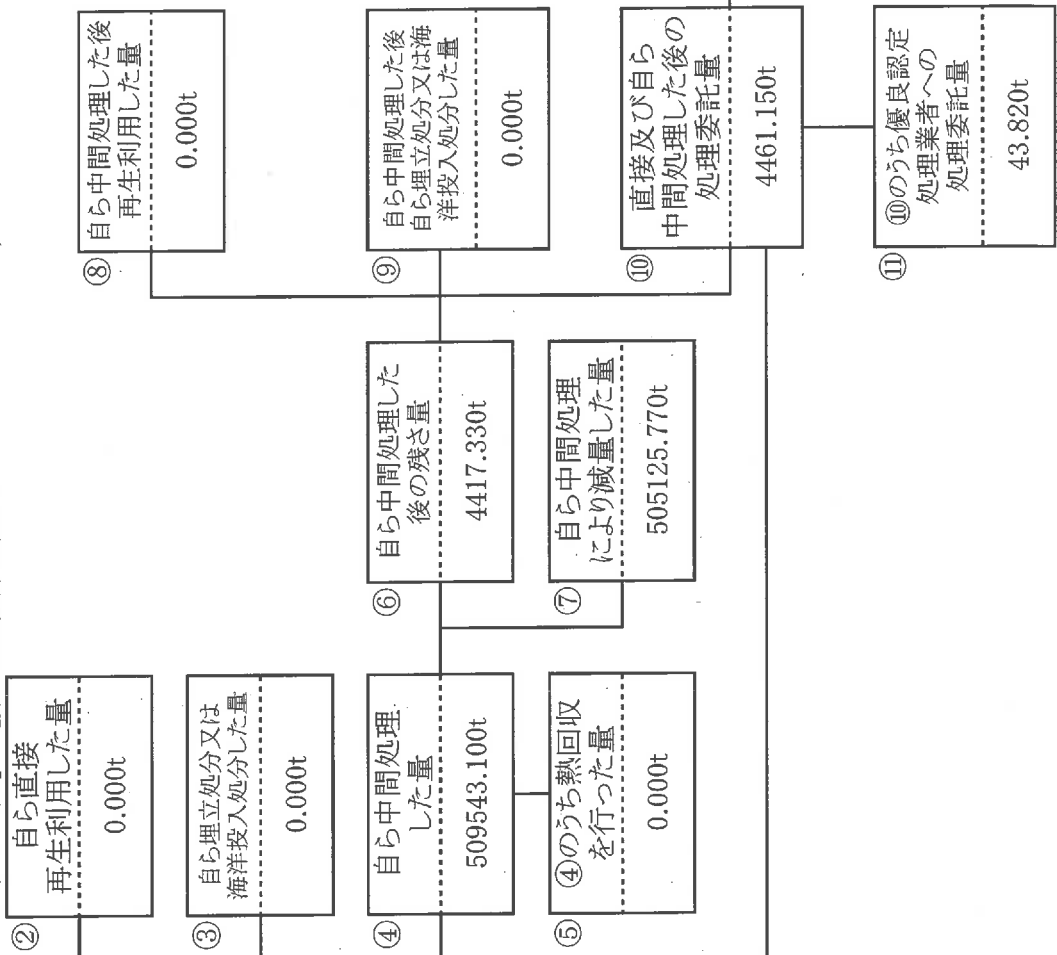 ②
自ら直接
再生利用した量
0.000t
③
自ら埋立処分又は
海洋投入処分した量
0.000t
④
自ら中間処理
した量
509543.100t
⑤
④のうち熱回収
を行った量
0.000t
⑥
自ら中間処理した
後の残さ量
4417.330t
⑦
自ら中間処理
により減量した量
505125.770t
⑧
自ら中間処理した後
再生利用した量
0.000t
⑨
自ら中間処理した後
自ら埋立処分又は海
洋投入処分した量
0.000t
⑩
直接及び自ら
中間処理した後の
処理委託量
4461.150t
⑪
⑩のうち優良認定
処理業者への
処理委託量
43.820t